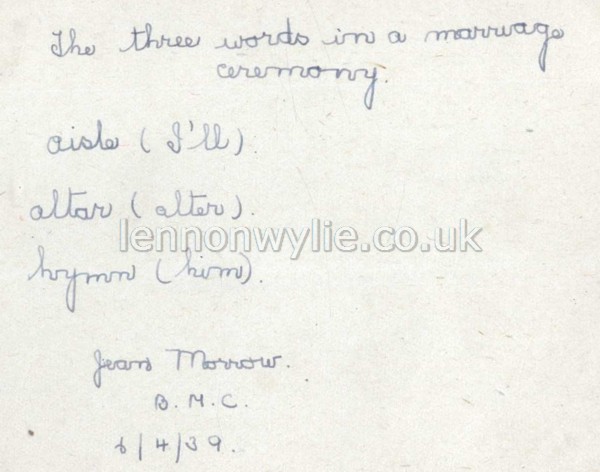 The three words in a marriage
ceremony.
aisle (I'll).
altar (alter).
lennonwylie.co.uk
hymn (him).
Jean Morrow.
B.M.C.
6/4/39.